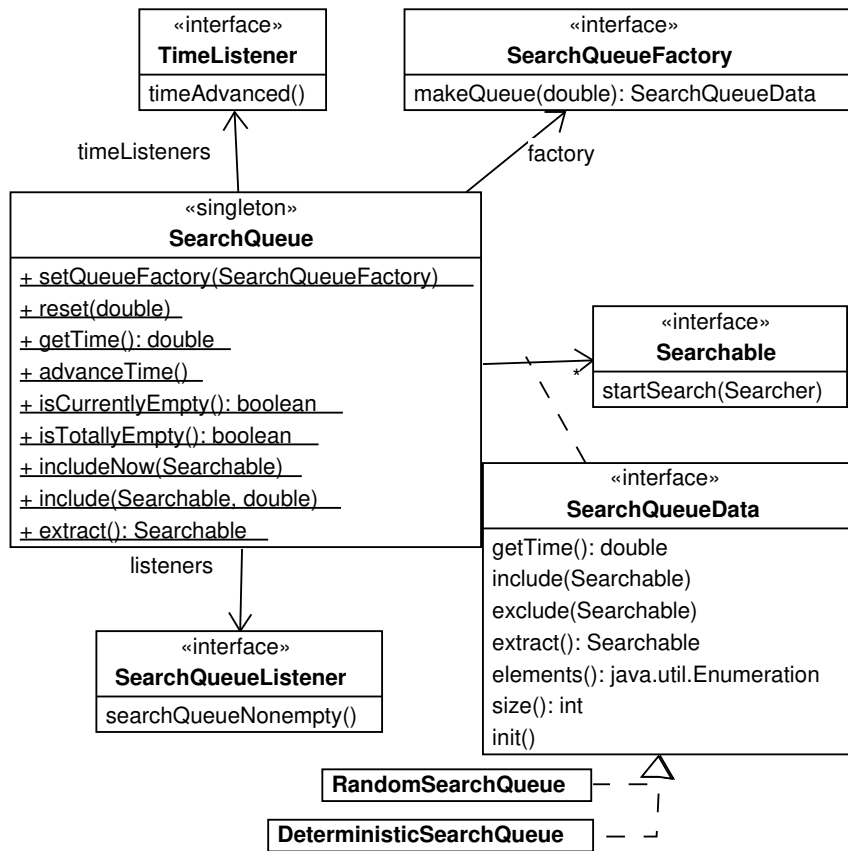 «interface»
TimeListener
timeAdvanced()
«interface»
SearchQueueFactory
makeQueue(double): SearchQueueData
timeListeners
factory
«singleton»
SearchQueue
+ setQueueFactory(SearchQueueFactory)
+ reset(double)
+ getTime(): double
+ advanceTime()
+ isCurrentlyEmpty(): boolean
+ isTotallyEmpty(): boolean
+ includeNow(Searchable)
+ include(Searchable, double)
+ extract(): Searchable
«interface»
Searchable
startSearch(Searcher)
*
«interface»
SearchQueueData
getTime(): double
include(Searchable)
exclude(Searchable)
extract(): Searchable
elements(): java.util.Enumeration
size(): int
init()
listeners
«interface»
SearchQueueListener
searchQueueNonempty()
RandomSearchQueue
DeterministicSearchQueue